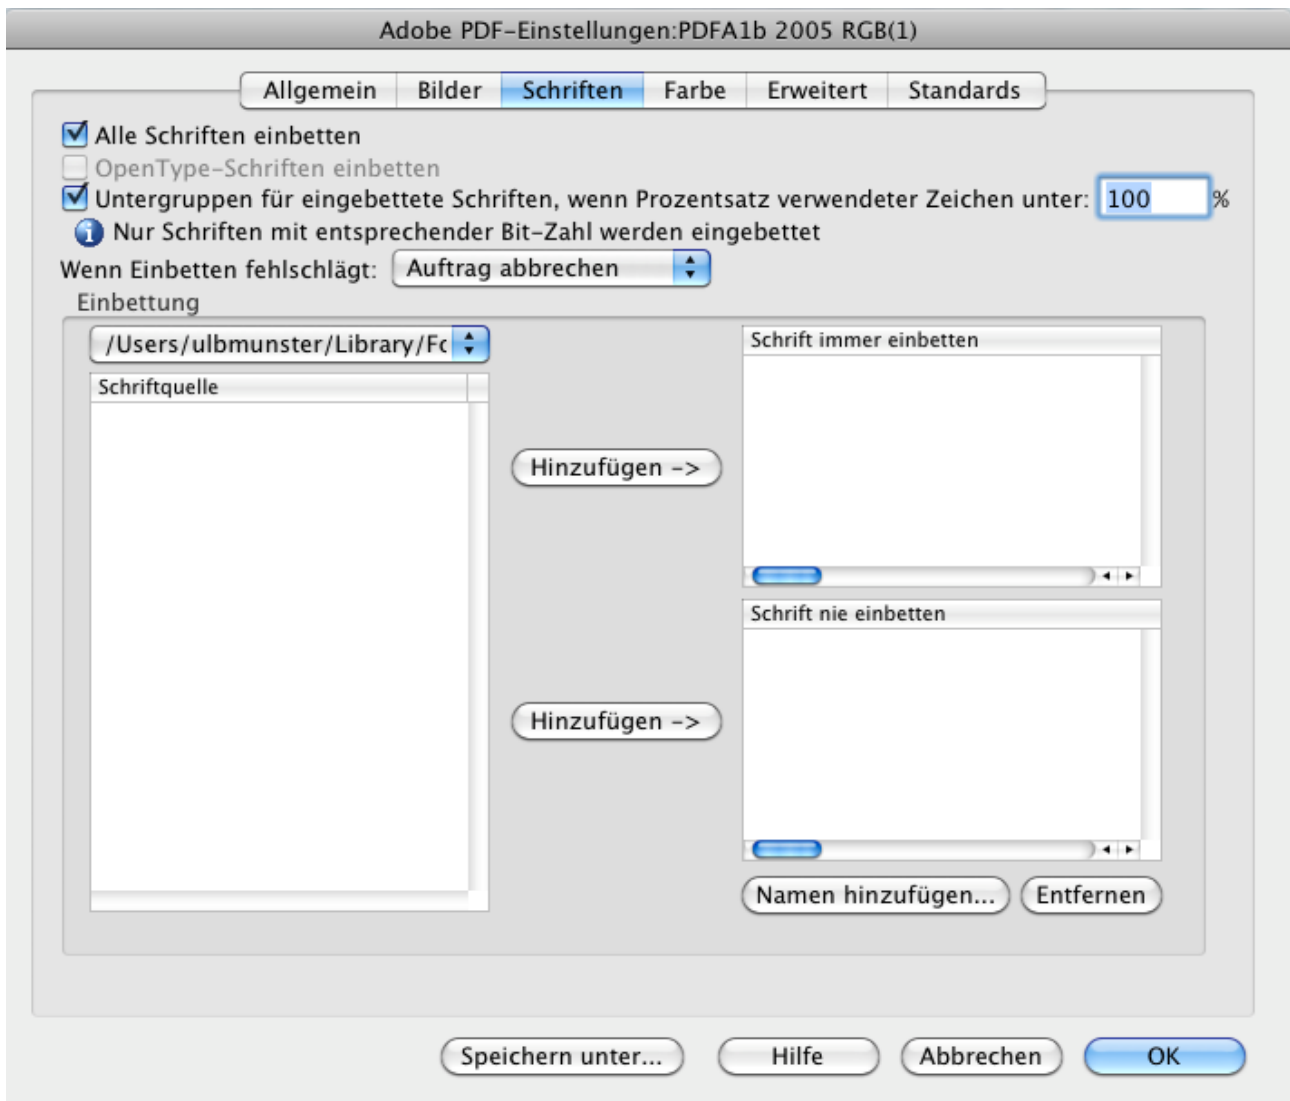 Adobe PDF-Einstellungen:PDFA1b 2005 RGB(1)
Allgemein Bilder Schriften Farbe Erweitert Standards
Alle Schriften einbetten
OpenType-Schriften einbetten
Untergruppen für eingebettete Schriften, wenn Prozentsatz verwendeter Zeichen unter: 100 %
Nur Schriften mit entsprechender Bit-Zahl werden eingebettet
Wenn Einbetten fehlschlägt: Auftrag abbrechen
Einbettung
/Users/ulbmunster/Library/Fo
Schrift immer einbetten
Schriftquelle
Hinzufügen ->
Schrift nie einbetten
Hinzufügen ->
Namen hinzufügen... Entfernen
Speichern unter... Hilfe Abbrechen OK